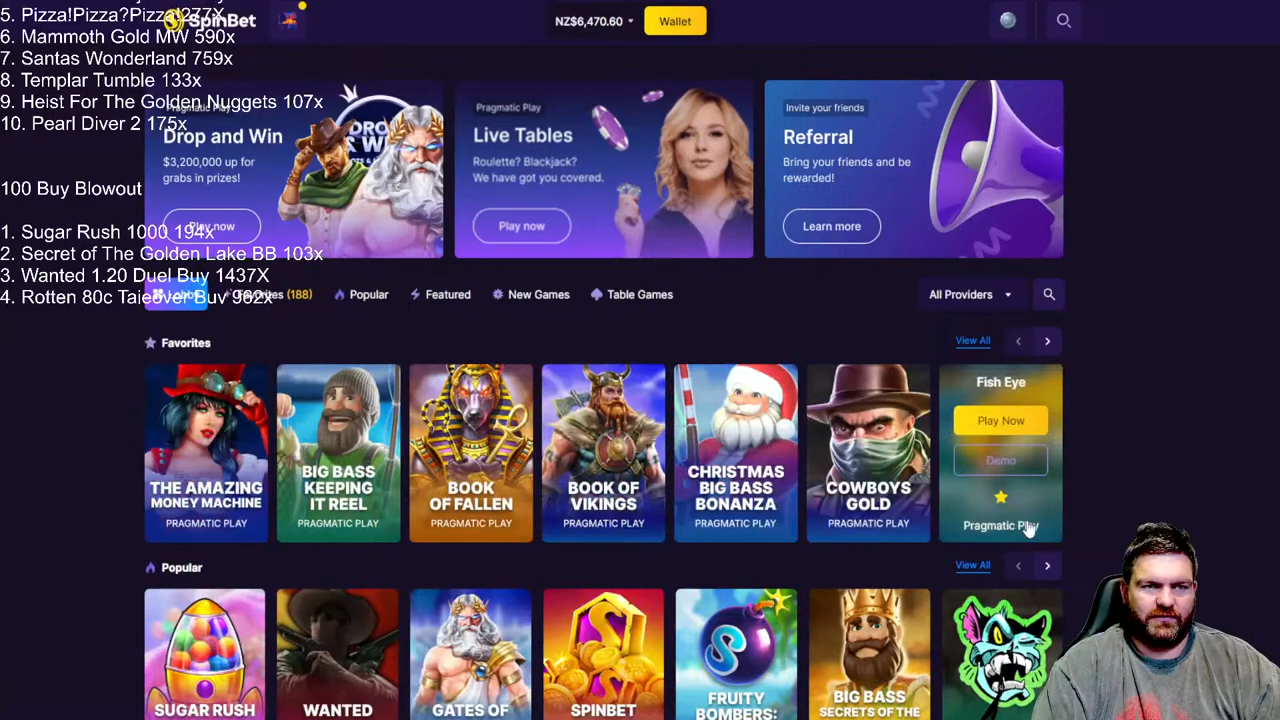 5. Pizza!Pizza?Pizza!277X
6. Mammoth Gold MW 590x
7. Santas Wonderland 759x
8. Templar Tumble 133x
9. Heist For The Golden Nuggets 107x
10. Pearl Diver 2 175x
100 Buy Blowout
1. Sugar Rush 1000 194x
2. Secret of The Golden Lake BB 103x
3. Wanted 1.20 Duel Buy 1437X
4. Rotten 80c
Buy 962x
SpinBet
NZ$6,470.60
Wallet
Drop and Win
$3,200,000 up for
grabs in prizes!
Play now
Pragmatic Play
Live Tables
Roulette? Blackjack?
We have got you covered.
Play now
Invite your friends
Referral
Bring your friends and be
rewarded!
Learn more
Favorites (188)
Popular
Featured
New Games
Table Games
All Providers
Favorites
View All
THE AMAZING
MONEY MACHINE
PRAGMATIC PLAY
BIG BASS
KEEPING
IT REEL
PRAGMATIC PLAY
BOOK
OF FALLEN
PRAGMATIC PLAY
BOOK OF
VIKINGS
PRAGMATIC PLAY
CHRISTMAS
BIG BASS
BONANZA
PRAGMATIC PLAY
COWBOYS
GOLD
PRAGMATIC PLAY
Fish Eye
Play Now
Demo
Pragmatic Play
Popular
View All
SUGAR RUSH
WANTED
GATES OF
SPINBET
FRUITY
BOMBERS:
BIG BASS
SECRETS OF THE